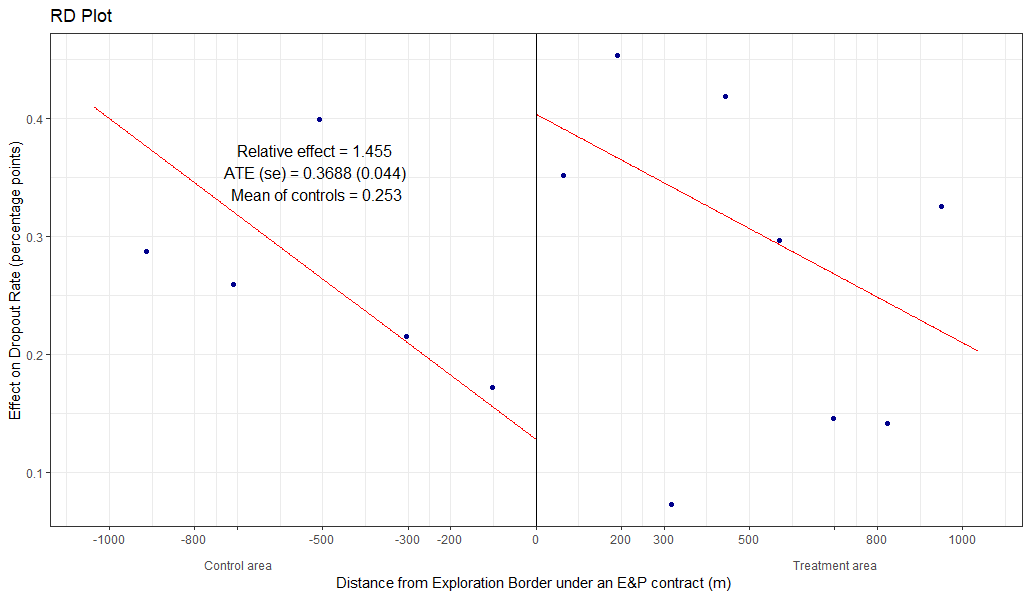 RD Plot
Effect on Dropout Rate (percentage points)
0.4
0.3
0.2
0.1
Relative effect = 1.455
ATE (se) = 0.3688 (0.044)
Mean of controls = 0.253
-1000 -800 -500 -300 -200 0 200 300 500 800 1000
Control area Treatment area
Distance from Exploration Border under an E&P contract (m)